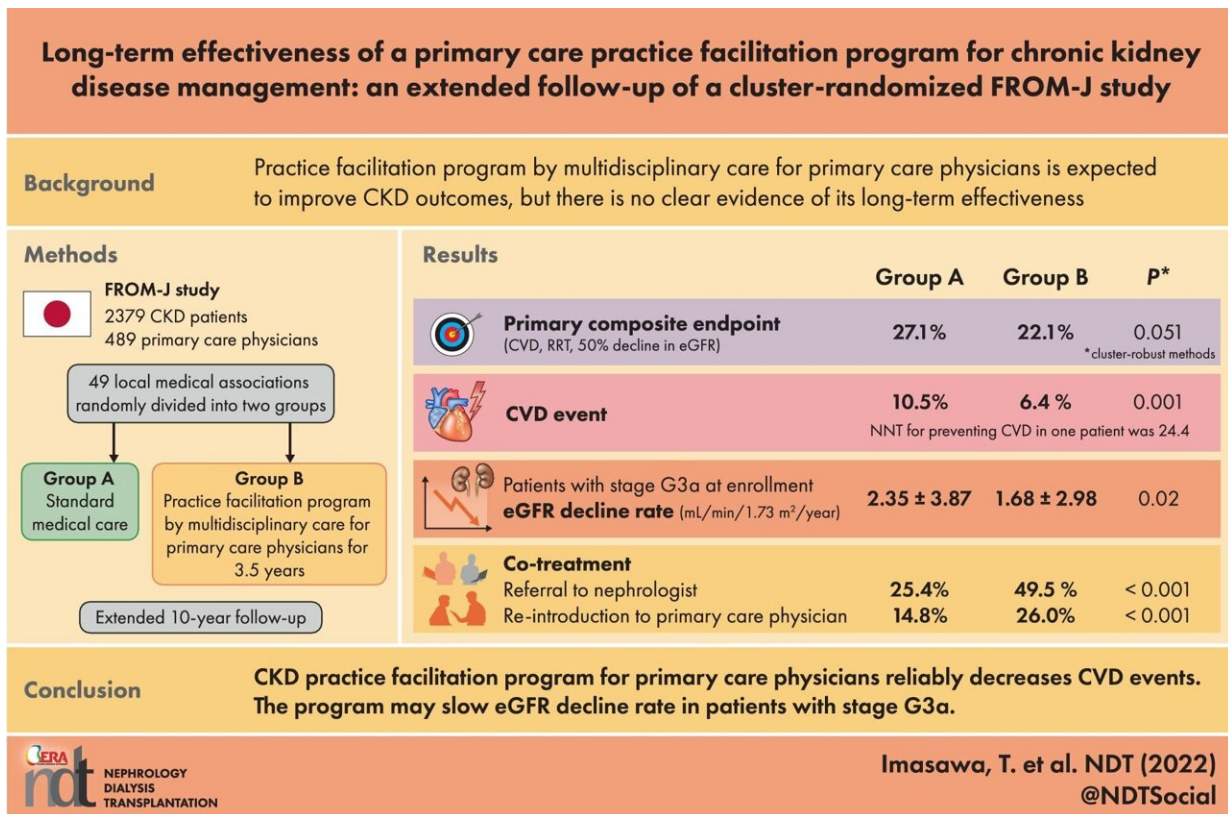 Long-term effectiveness of a primary care practice facilitation program for chronic kidney
disease management: an extended follow-up of a cluster-randomized FROM-J study
Background
Practice facilitation program by multidisciplinary care for primary care physicians is expected
to improve CKD outcomes, but there is no clear evidence of its long-term effectiveness
Methods
FROM-J study
2379 CKD patients
489 primary care physicians
49 local medical associations
randomly divided into two groups
Group A
Standard
medical care
Group B
Practice facilitation program
by multidisciplinary care for
primary care physicians for
3.5 years
Extended 10-year follow-up
Results
Group A Group B P*
Primary composite endpoint
(CVD, RRT, 50% decline in eGFR)
27.1% 22.1% 0.051
*cluster-robust methods
CVD event
10.5% 6.4 % 0.001
NNT for preventing CVD in one patient was 24.4
Patients with stage G3a at enrollment
eGFR decline rate (mL/min/1.73 m²/year)
2.35 ± 3.87 1.68 ± 2.98 0.02
Co-treatment
Referral to nephrologist 25.4% 49.5 % < 0.001
Re-introduction to primary care physician 14.8% 26.0% < 0.001
Conclusion
CKD practice facilitation program for primary care physicians reliably decreases CVD events.
The program may slow eGFR decline rate in patients with stage G3a.
ERA
ndt
NEPHROLOGY
DIALYSIS
TRANSPLANTATION
Imasawa, T. et al. NDT (2022)
@NDTSocial